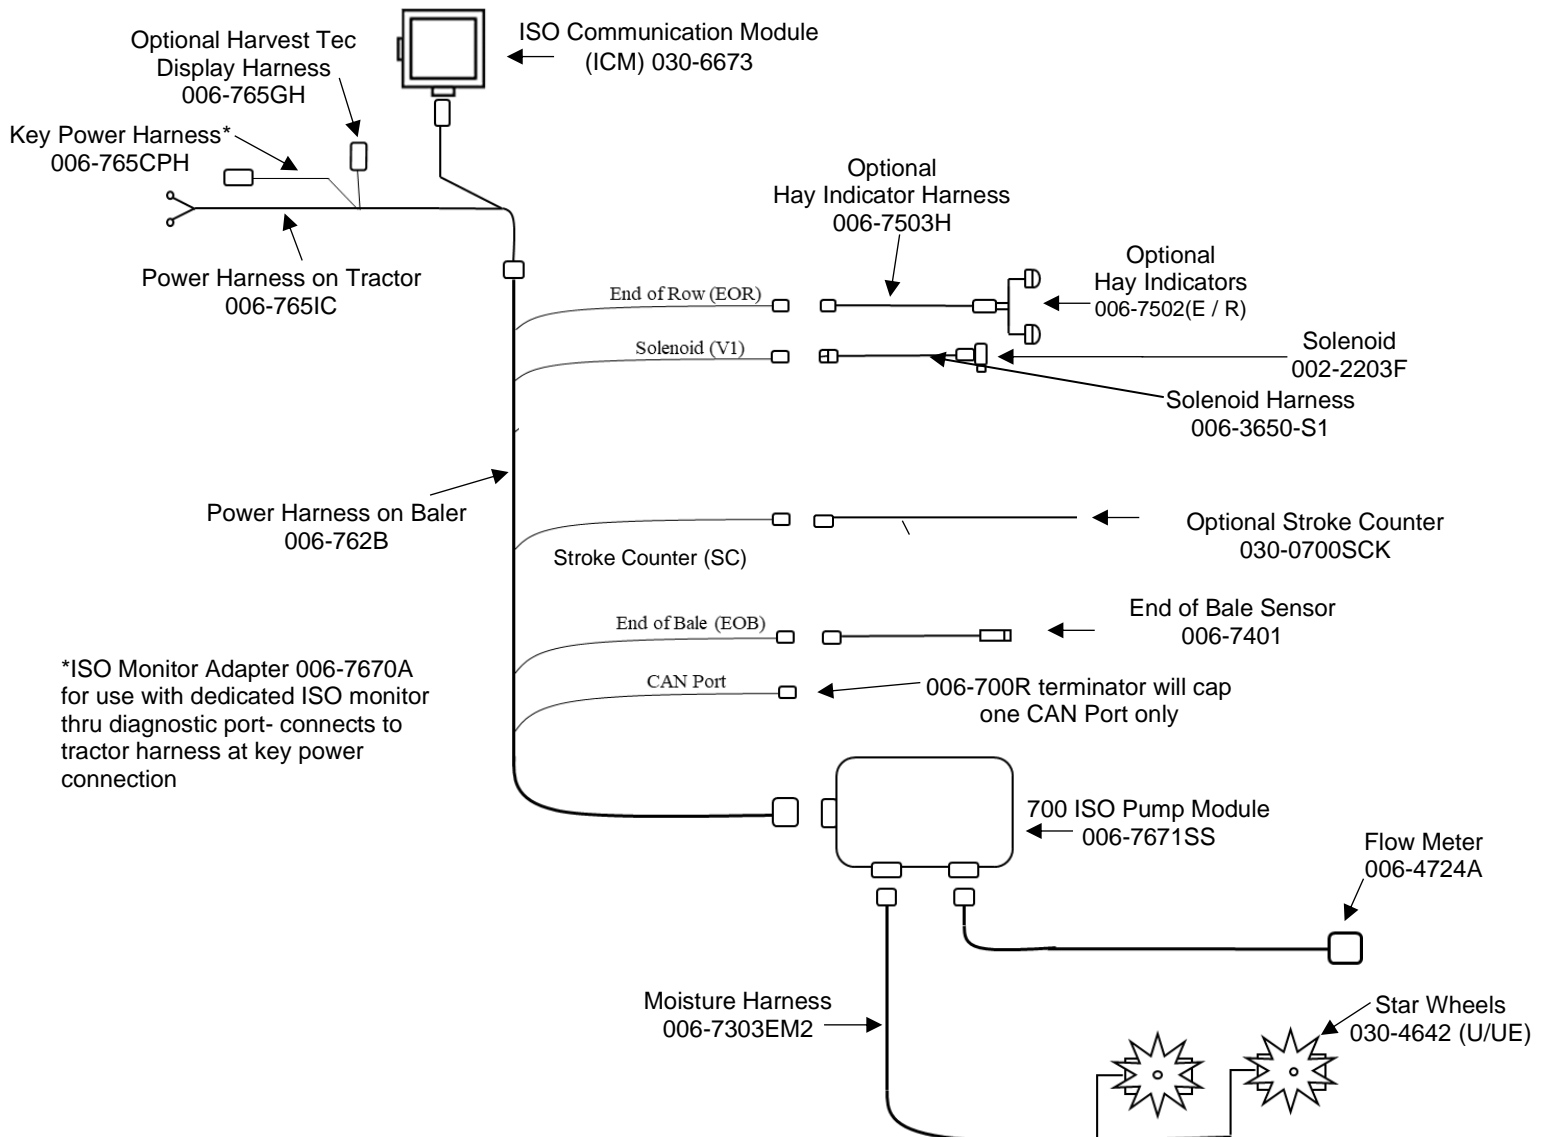 ISO Communication Module
(ICM) 030-6673
Optional Harvest Tec
Display Harness
006-765GH
Key Power Harness*
006-765CPH
Power Harness on Tractor
006-765IC
Optional
Hay Indicator Harness
006-7503H
Optional
Hay Indicators
006-7502(E / R)
End of Row (EOR)
Solenoid (V1)
Solenoid
002-2203F
Solenoid Harness
006-3650-S1
Power Harness on Baler
006-762B
Stroke Counter (SC)
Optional Stroke Counter
030-0700SCK
End of Bale (EOB)
End of Bale Sensor
006-7401
CAN Port
006-700R terminator will cap
one CAN Port only
*ISO Monitor Adapter 006-7670A
for use with dedicated ISO monitor
thru diagnostic port- connects to
tractor harness at key power
connection
700 ISO Pump Module
006-7671SS
Flow Meter
006-4724A
Moisture Harness
006-7303EM2
Star Wheels
030-4642 (U/UE)